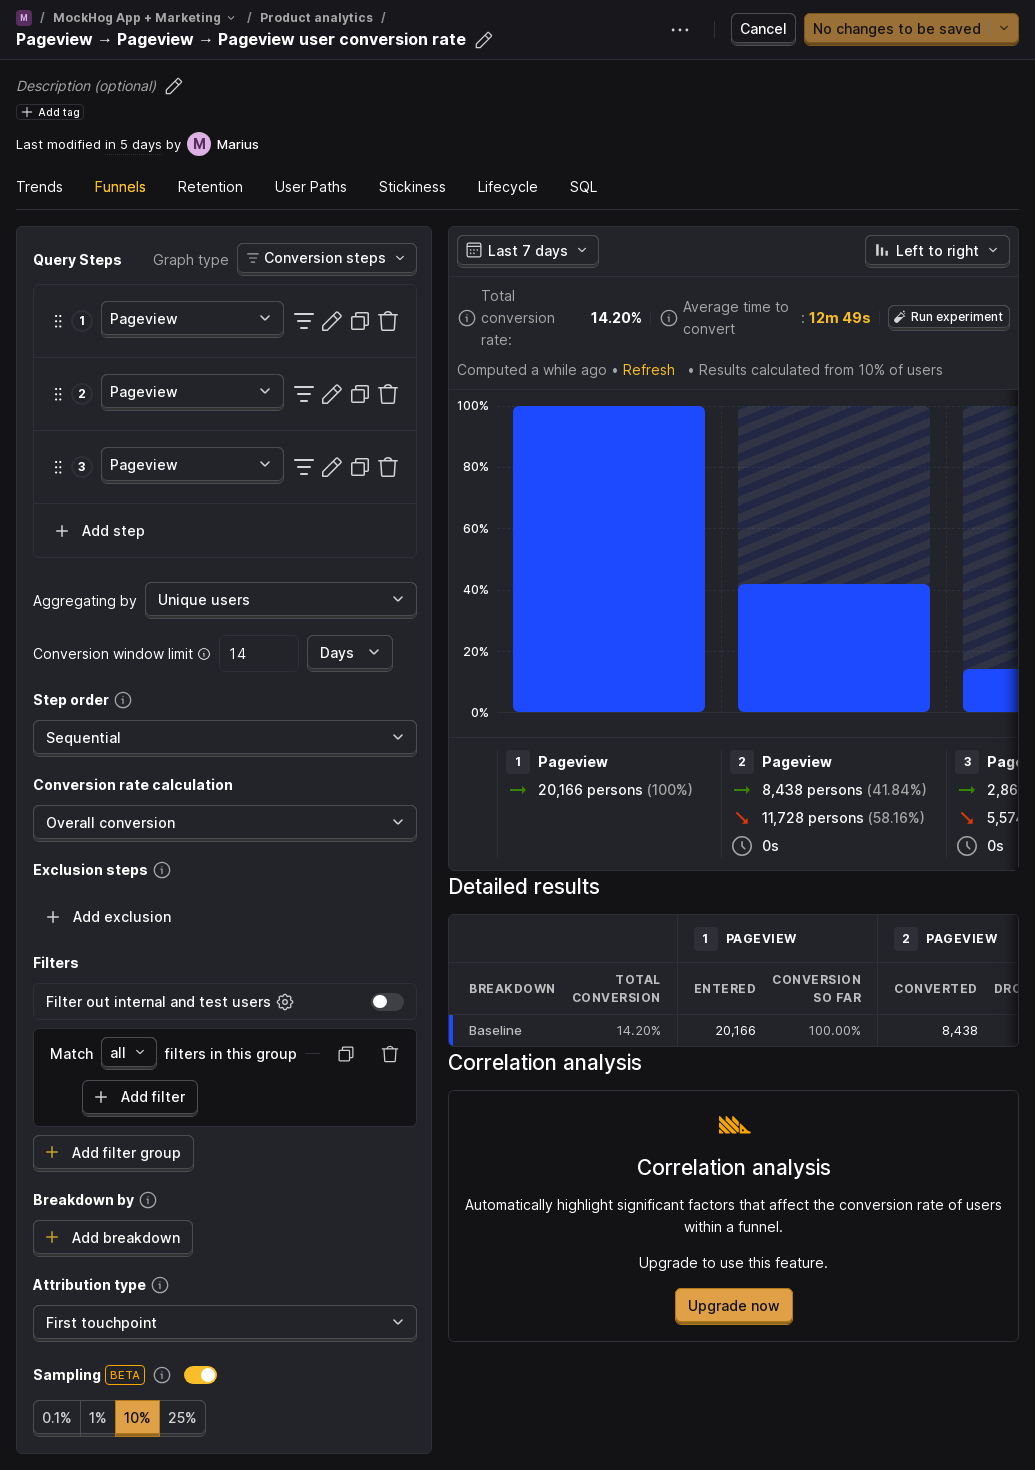 M / MockHog App + Marketing / Product analytics /
Pageview → Pageview → Pageview user conversion rate
Cancel
No changes to be saved
Description (optional)
Add tag
Last modified in 5 days by M Marius
Trends Funnels Retention User Paths Stickiness Lifecycle SQL
Query Steps Graph type Conversion steps
1 Pageview
2 Pageview
3 Pageview
Add step
Aggregating by Unique users
Conversion window limit 14 Days
Step order
Sequential
Conversion rate calculation
Overall conversion
Exclusion steps
Add exclusion
Filters
Filter out internal and test users
Match all filters in this group
Add filter
Add filter group
Breakdown by
Add breakdown
Attribution type
First touchpoint
Sampling BETA
0.1% 1% 10% 25%
Last 7 days Left to right
Total conversion rate: 14.20% Average time to convert : 12m 49s Run experiment
Computed a while ago • Refresh • Results calculated from 10% of users
100%
80%
60%
40%
20%
0%
1 Pageview
20,166 persons (100%)
2 Pageview
8,438 persons (41.84%)
11,728 persons (58.16%)
0s
3 Page
2,86
5,574
0s
Detailed results
1 PAGEVIEW 2 PAGEVIEW
BREAKDOWN TOTAL CONVERSION ENTERED CONVERSION SO FAR CONVERTED DRO
Baseline 14.20% 20,166 100.00% 8,438
Correlation analysis
Correlation analysis
Automatically highlight significant factors that affect the conversion rate of users
within a funnel.
Upgrade to use this feature.
Upgrade now